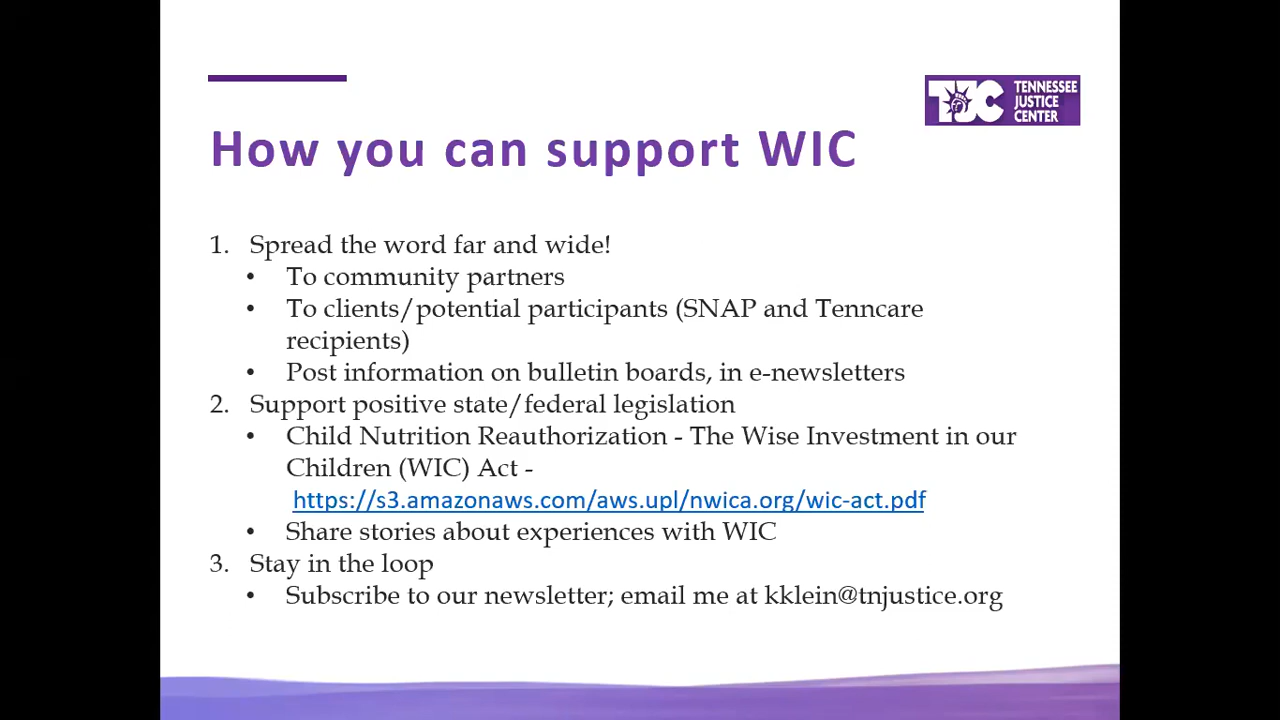 TJC TENNESSEE
JUSTICE
CENTER
How you can support WIC
1. Spread the word far and wide!
• To community partners
• To clients/potential participants (SNAP and Tenncare
recipients)
• Post information on bulletin boards, in e-newsletters
2. Support positive state/federal legislation
• Child Nutrition Reauthorization - The Wise Investment in our
Children (WIC) Act -
https://s3.amazonaws.com/aws.upl/nwica.org/wic-act.pdf
• Share stories about experiences with WIC
3. Stay in the loop
• Subscribe to our newsletter; email me at kklein@tnjustice.org